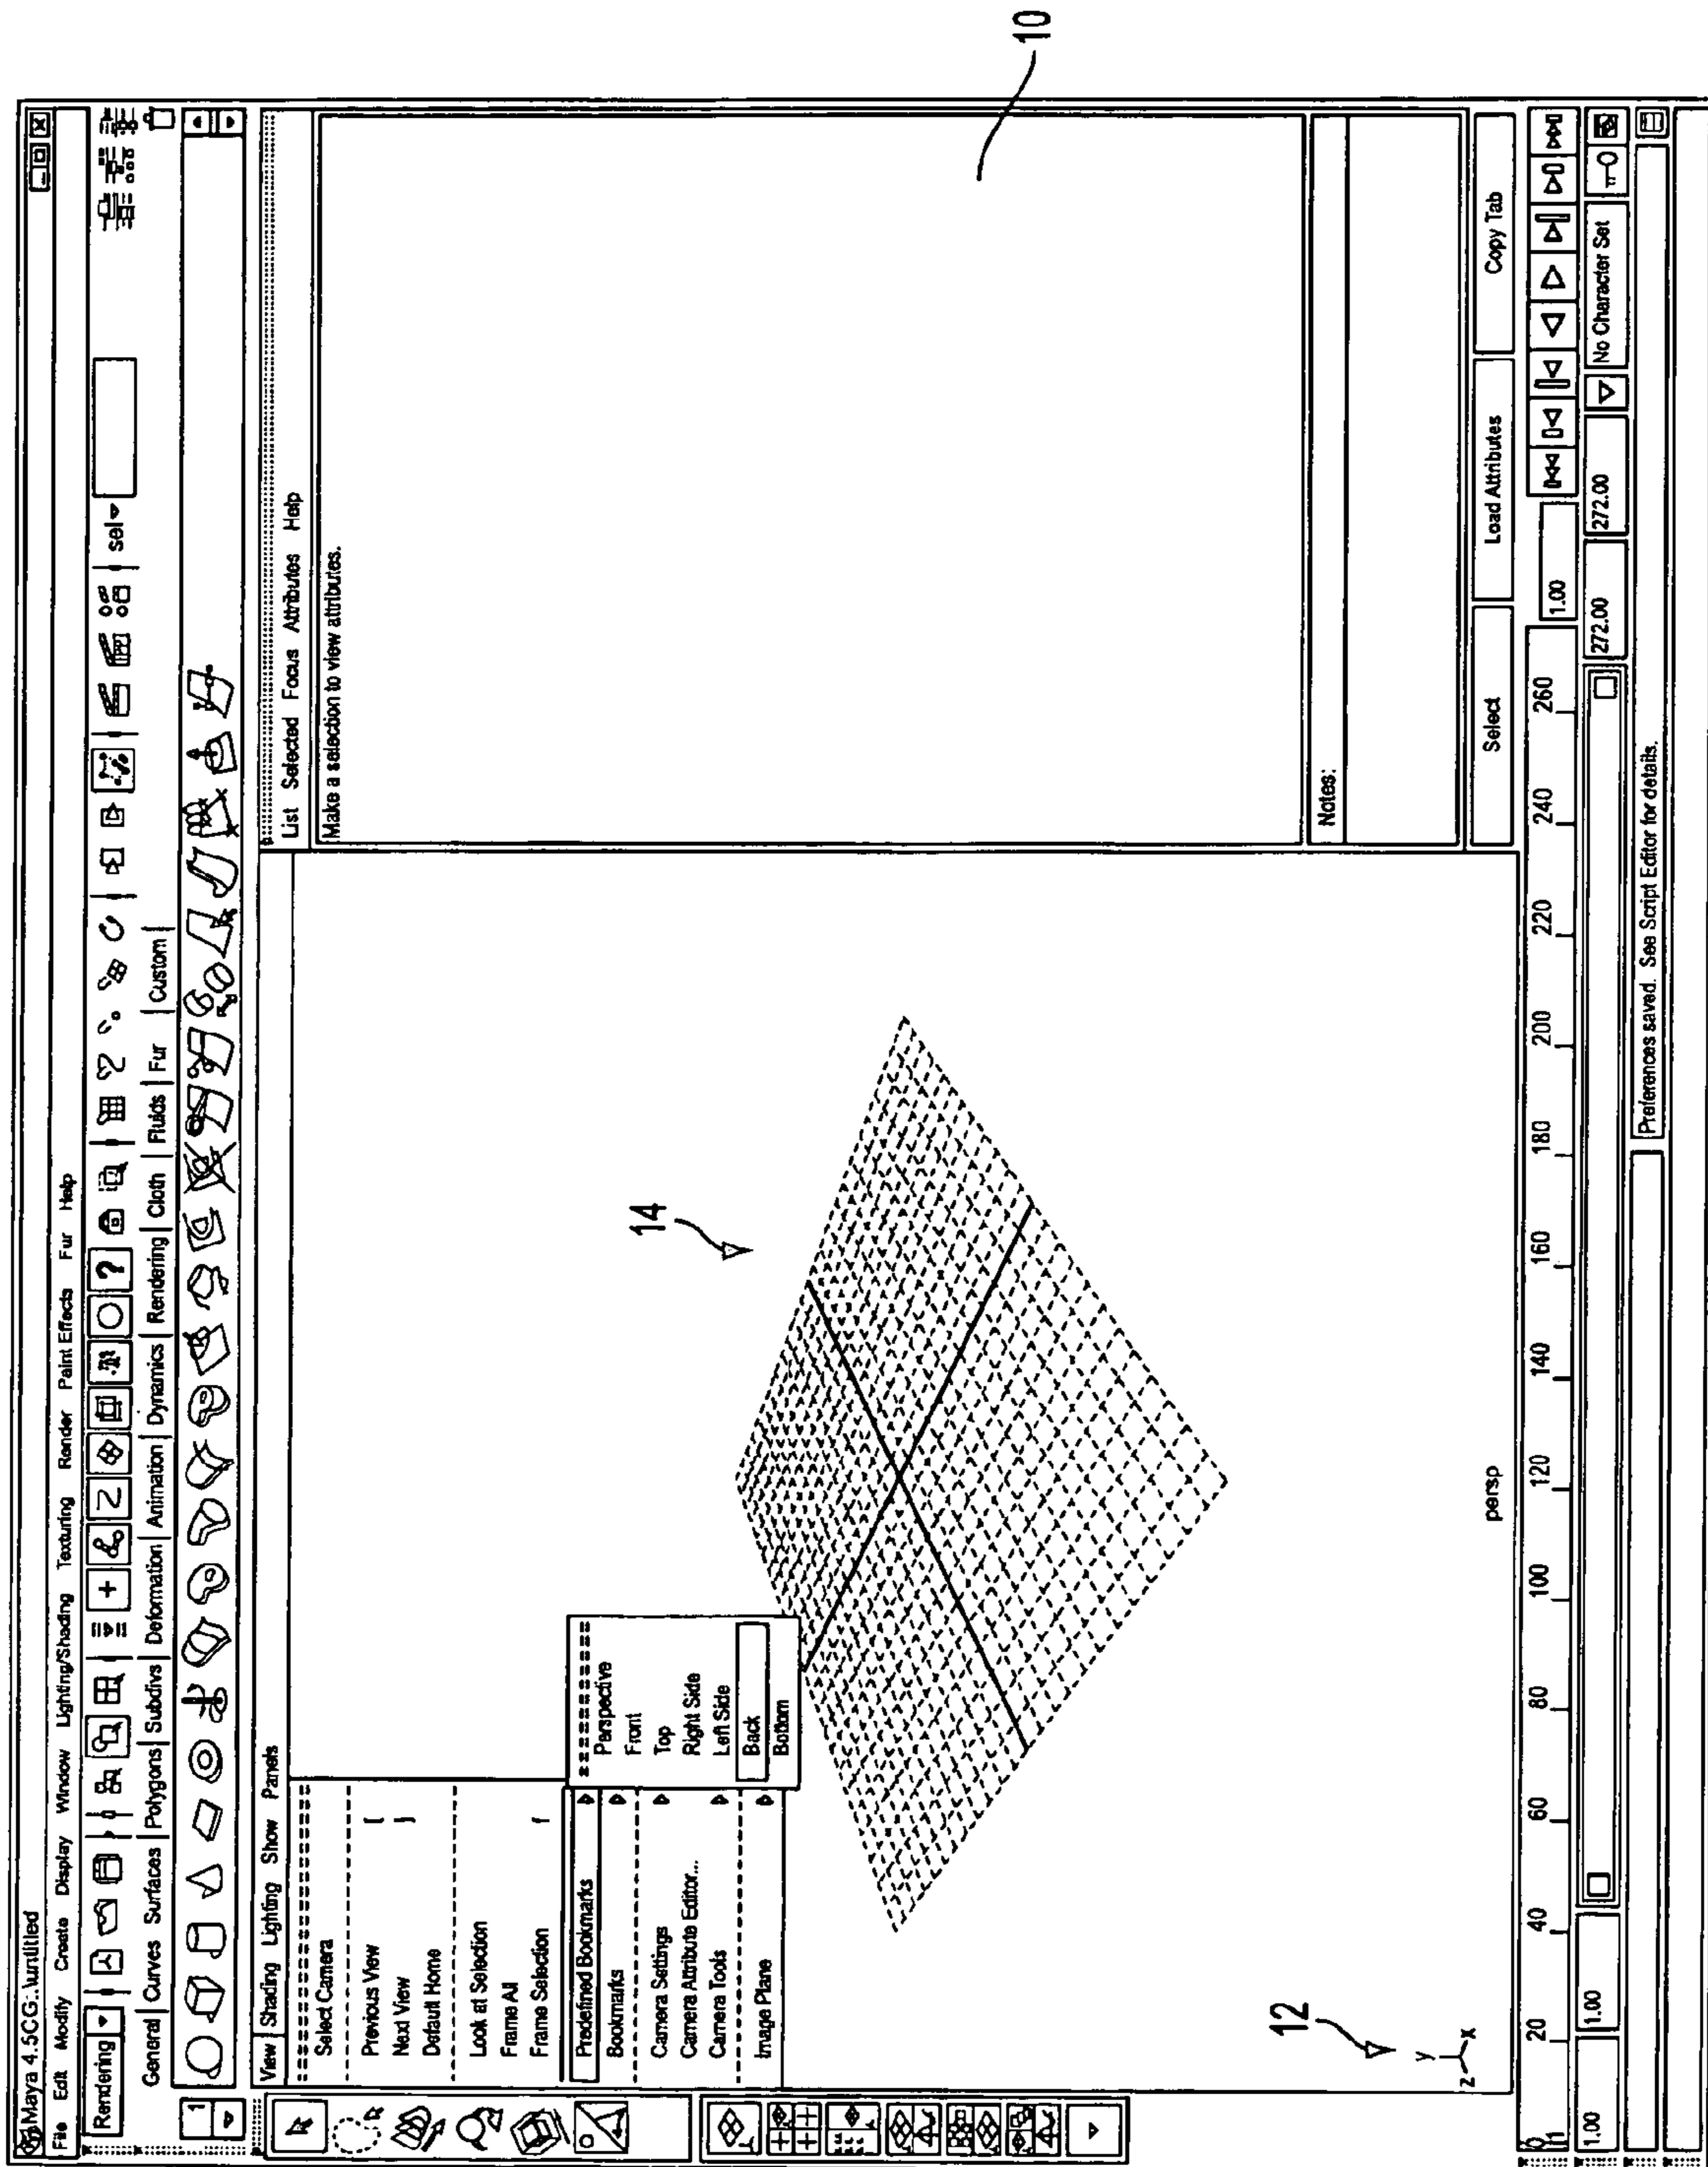 Maya 4.5CG:.\untitled
File Edit Modify Create Display Window Lighting/Shading Texturing Render Paint Effects Fur Help
Rendering
sel
General Curves Surfaces Polygons Subdivs Deformation Animation Dynamics Rendering Cloth Fluids Fur Custom
1
View Shading Lighting Show Panels
Select Camera
Previous View [
Next View ]
Default Home
Look at Selection
Frame All
Frame Selection f
Predefined Bookmarks
Bookmarks
Camera Settings
Camera Attribute Editor...
Camera Tools
Image Plane
Perspective
Front
Top
Right Side
Left Side
Back
Bottom
List Selected Focus Attributes Help
Make a selection to view attributes.
Notes:
Select Load Attributes Copy Tab
10
14
12
y
z x
persp
20 40 60 80 100 120 140 160 180 200 220 240 260
1.00
1.00 1.00 272.00 272.00 No Character Set
Preferences saved. See Script Editor for details.